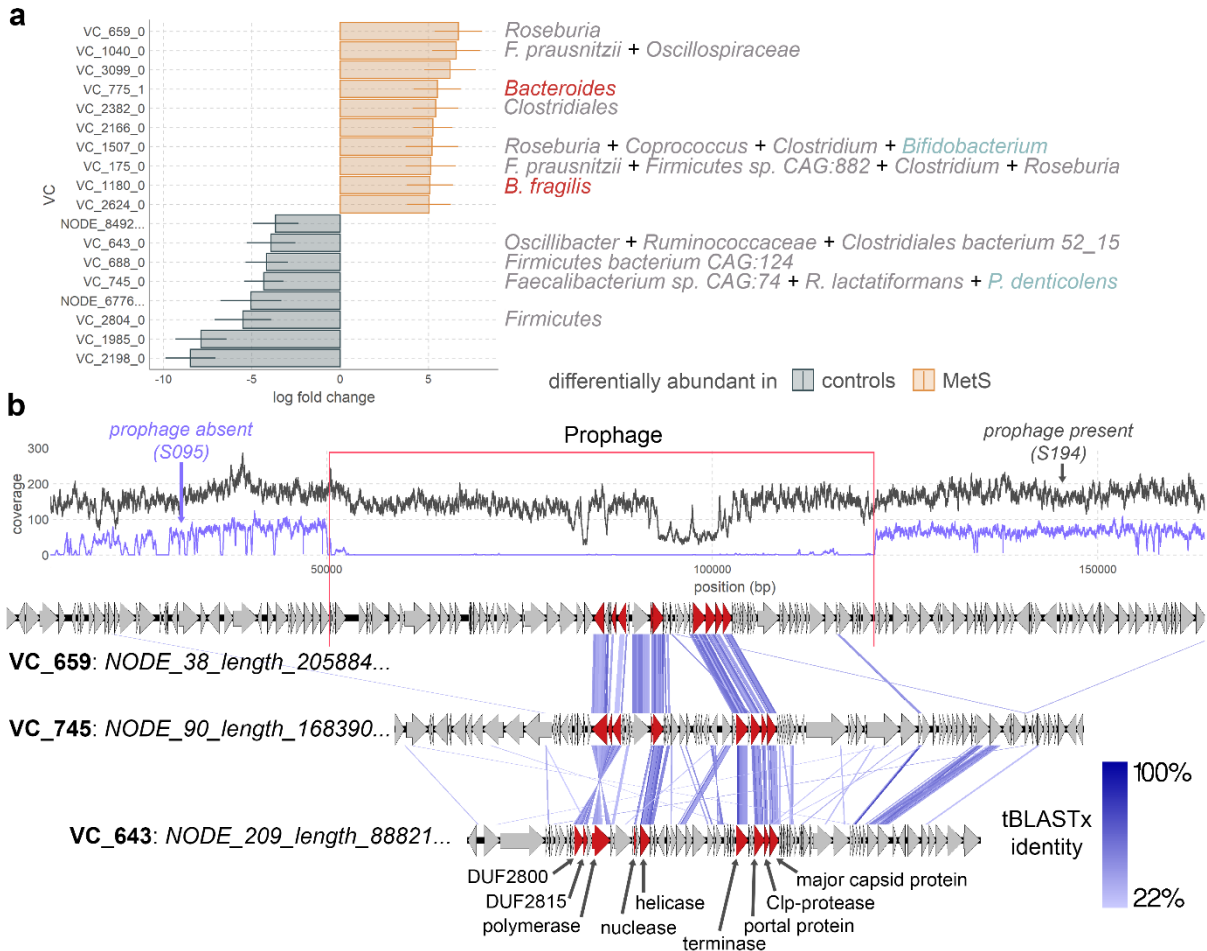 a
VC
VC_659_0
VC_1040_0
VC_3099_0
VC_775_1
VC_2382_0
VC_2166_0
VC_1507_0
VC_175_0
VC_1180_0
VC_2624_0
NODE_8492...
VC_643_0
VC_688_0
VC_745_0
NODE_6776...
VC_2804_0
VC_1985_0
VC_2198_0
-10 -5 0 5
log fold change
Roseburia
F. prausnitzii + Oscillospiraceae
Bacteroides
Clostridiales
Roseburia + Coprococcus + Clostridium + Bifidobacterium
F. prausnitzii + Firmicutes sp. CAG:882 + Clostridium + Roseburia
B. fragilis
Oscillibacter + Ruminococcaceae + Clostridiales bacterium 52_15
Firmicutes bacterium CAG:124
Faecalibacterium sp. CAG:74 + R. lactatiformans + P. denticolens
Firmicutes
differentially abundant in controls MetS
b
prophage absent
(S095)
Prophage
prophage present
(S194)
coverage
300
200
100
0
50000 100000 150000
position (bp)
VC_659: NODE_38_length_205884...
VC_745: NODE_90_length_168390...
VC_643: NODE_209_length_88821...
DUF2800
DUF2815
polymerase
nuclease
helicase
terminase
portal protein
Clp-protease
major capsid protein
tBLASTx
identity
100%
22%